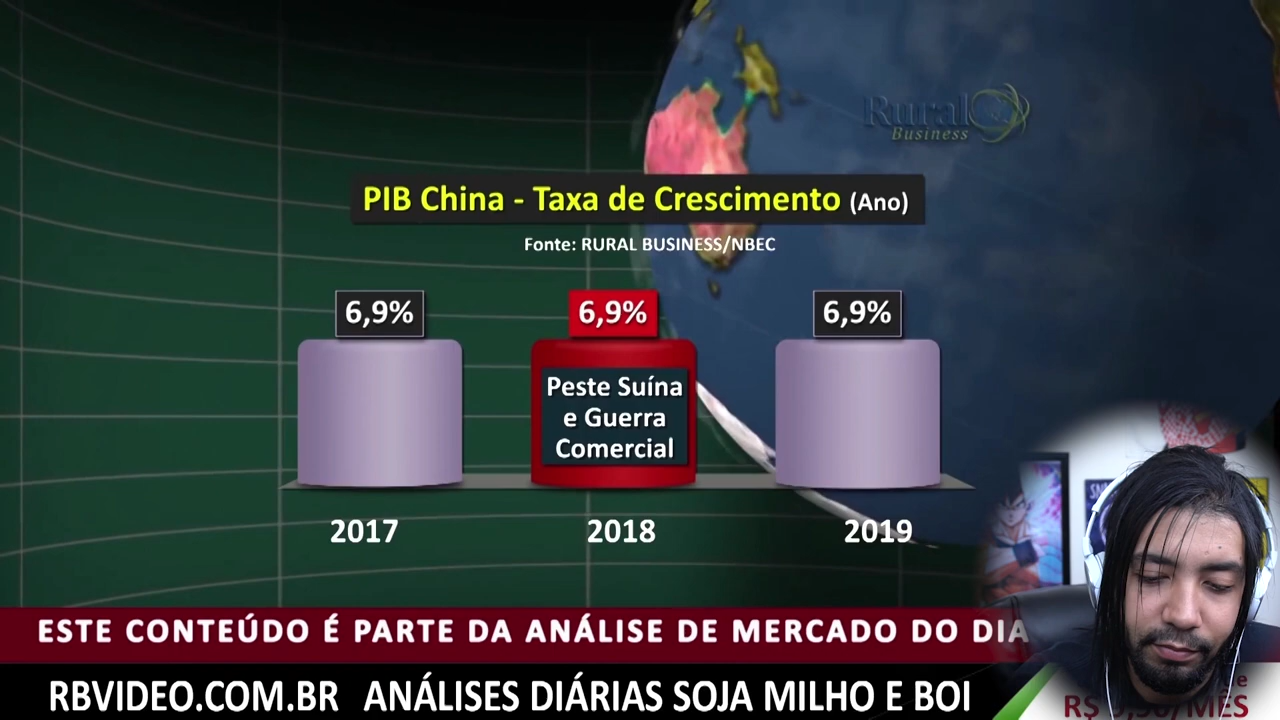 Rural
Business
PIB China - Taxa de Crescimento (Ano)
Fonte: RURAL BUSINESS/NBEC
6,9%
6,9%
6,9%
Peste Suína
e Guerra
Comercial
2017
2018
2019
ESTE CONTEÚDO É PARTE DA ANÁLISE DE MERCADO DO DIA
RBVIDEO.COM.BR ANÁLISES DIÁRIAS SOJA MILHO E BOI
e
R$
/MÊS